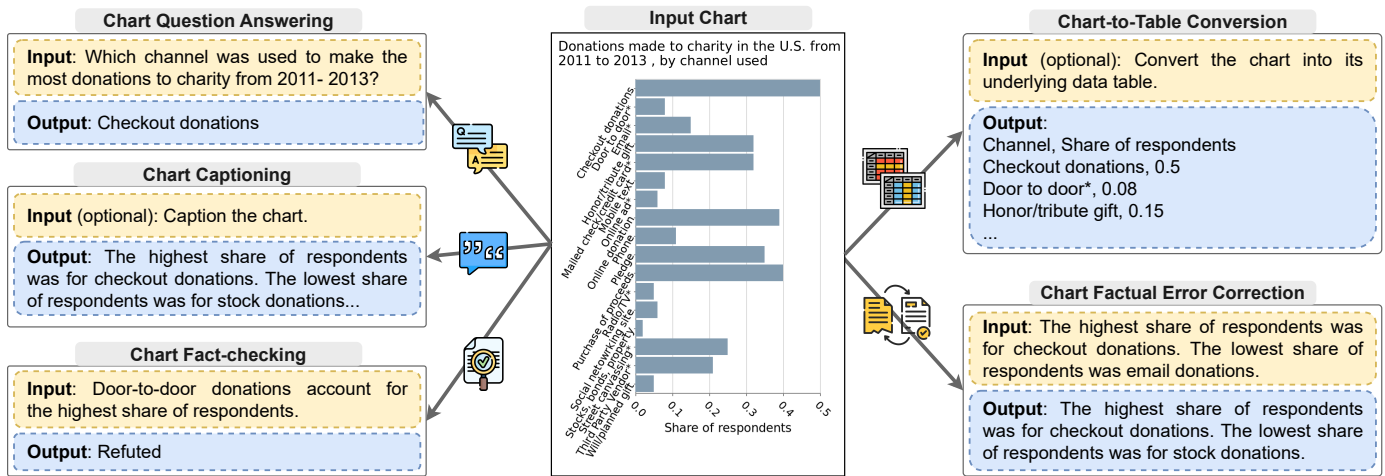 Chart Question Answering
Input: Which channel was used to make the
most donations to charity from 2011- 2013?
Output: Checkout donations
Chart Captioning
Input (optional): Caption the chart.
Output: The highest share of respondents
was for checkout donations. The lowest share
of respondents was for stock donations...
Chart Fact-checking
Input: Door-to-door donations account for
the highest share of respondents.
Output: Refuted
Q
A
Input Chart
Donations made to charity in the U.S. from
2011 to 2013 , by channel used
Checkout donations
Door to door*
Email*
Honor/tribute gift
Mailed check/credit card
Mobile text
Online ad*
Online donation
Phone
Pledge
Purchase of proceeds
Radio/TV*
Social netowrking site
Stocks, bonds, property
Street canvassing*
Third Party Vendor*
Will/planned gift
0.0
0.1
0.2
0.3
0.4
0.5
Share of respondents
Chart-to-Table Conversion
Input (optional): Convert the chart into its
underlying data table.
Output:
Channel, Share of respondents
Checkout donations, 0.5
Door to door*, 0.08
Honor/tribute gift, 0.15
...
Chart Factual Error Correction
Input: The highest share of respondents was
for checkout donations. The lowest share of
respondents was email donations.
Output: The highest share of respondents
was for checkout donations. The lowest share
of respondents was for stock donations.